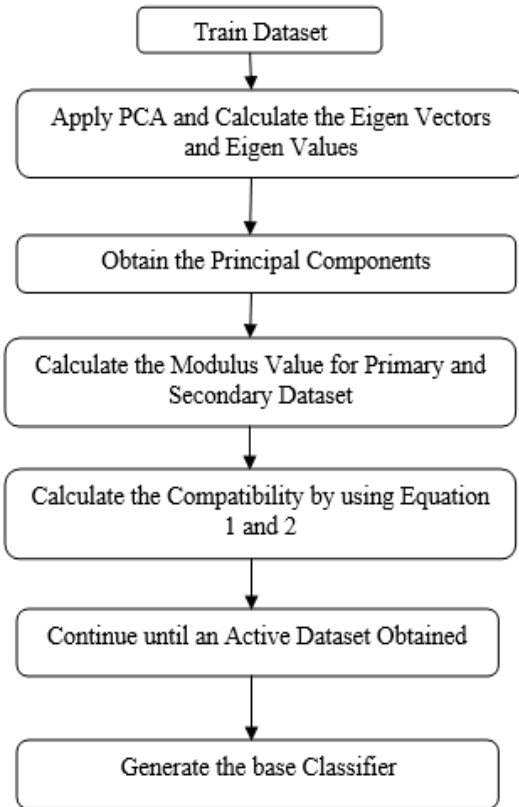 Train Dataset
Apply PCA and Calculate the Eigen Vectors
and Eigen Values
Obtain the Principal Components
Calculate the Modulus Value for Primary and
Secondary Dataset
Calculate the Compatibility by using Equation
1 and 2
Continue until an Active Dataset Obtained
Generate the base Classifier